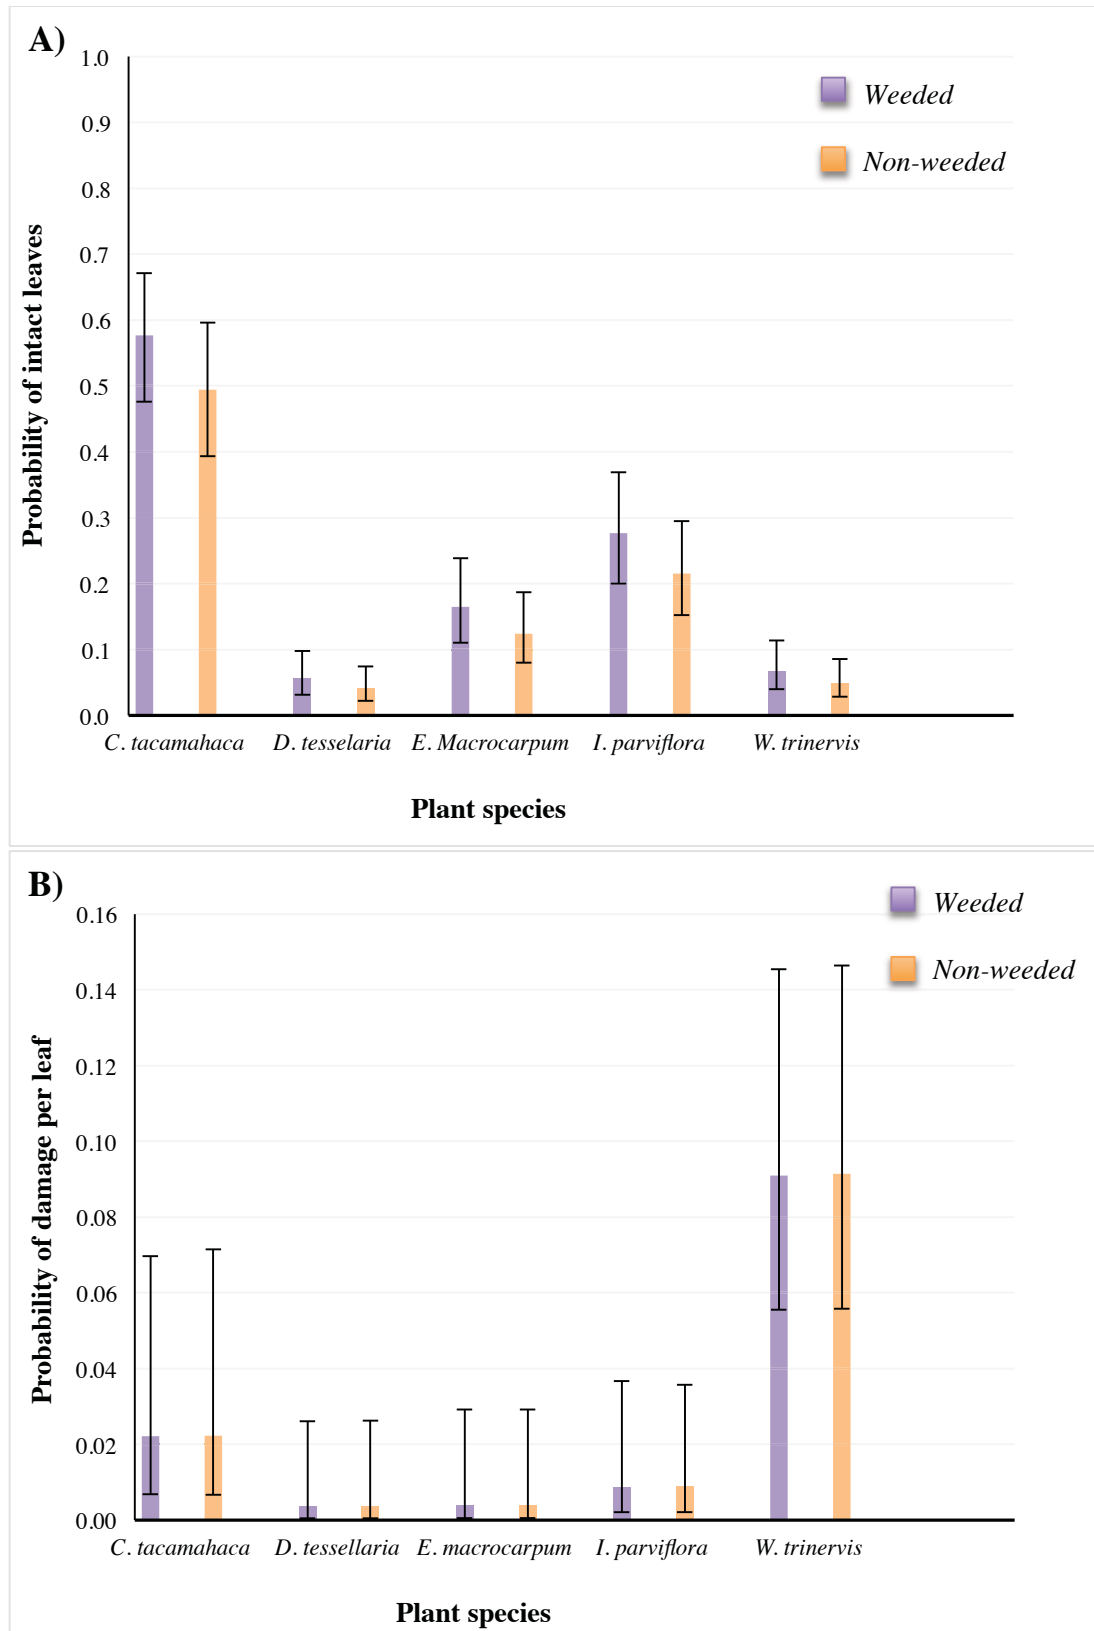 A)
1.0
0.9
0.8
0.7
0.6
0.5
0.4
0.3
0.2
0.1
0.0
Probability of intact leaves
Weeded
Non-weeded
C. tacamahaca D. tesselaria E. Macrocarpum I. parviflora W. trinervis
Plant species
B)
0.16
0.14
0.12
0.10
0.08
0.06
0.04
0.02
0.00
Probability of damage per leaf
Weeded
Non-weeded
C. tacamahaca D. tessellaria E. macrocarpum I. parviflora W. trinervis
Plant species